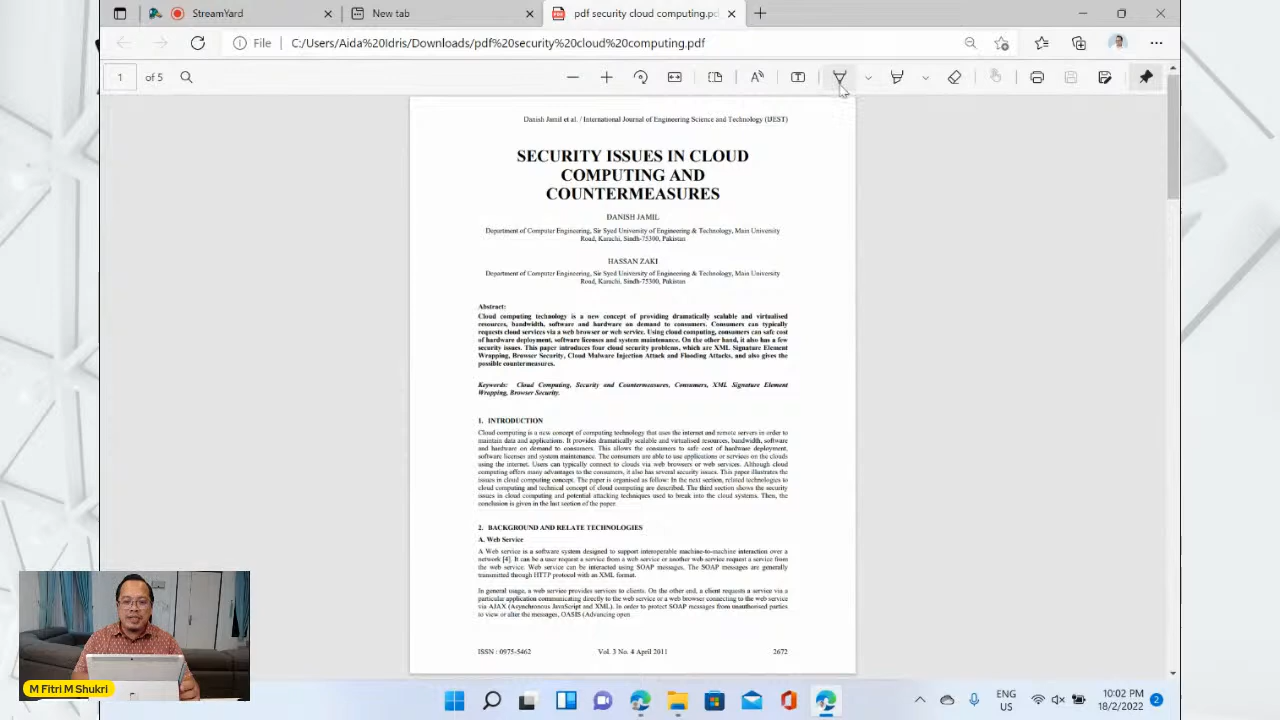 StreamYard
New inbox
pdf security
File
C:/Users/Aida%20Idris/Downloads/pdf%20security%20cloud%20computing.pdf
1 of 5
Danish Jamil et al. / International Journal of Engineering Science and Technology (IJEST)
SECURITY ISSUES IN CLOUD
COMPUTING AND
COUNTERMEASURES
DANISH JAMIL
Department of Computer Engineering, Sir Syed University of Engineering & Technology, Main University
Road, Karachi, Sindh-75300, Pakistan
HASSAN ZAKI
Department of Computer Engineering, Sir Syed University of Engineering & Technology, Main University
Road, Karachi, Sindh-75300, Pakistan
Abstract:
Cloud computing technology is a new concept of providing dramatically scalable and virtualised
resources, bandwidth, software and hardware on demand to consumers. Consumers can typically
requests cloud services via a web browser or web service. Using cloud computing, consumers can safe cost
of hardware deployment, software licenses and system maintenance. On the other hand, it also has a few
security issues. This paper introduces four cloud security problems, which are XML Signature Element
Wrapping, Browser Security, Cloud Malware Injection Attack and Flooding Attacks, and also gives the
possible countermeasures.
Keywords: Cloud Computing, Security and Countermeasures, Consumers, XML Signature Element
Wrapping, Browser Security.
1. INTRODUCTION
Cloud computing is a new concept of computing technology that uses the internet and remote servers in order to
maintain data and applications. It provides dramatically scalable and virtualised resources, bandwidth, software
and hardware on demand to consumers. This allows the consumers to safe cost of hardware deployment,
software licenses and system maintenance. The consumers are able to use applications or services on the clouds
using the internet. Users can typically connect to clouds via web browsers or web services. Although cloud
computing offers many advantages to the consumers, it also has several security issues. This paper illustrates the
issues in cloud computing concept. The paper is organised as follow: In the next section, related technologies to
cloud computing and technical concept of cloud computing are described. The third section shows the security
issues in cloud computing and potential attacking techniques used to break into the cloud systems. Then, the
conclusion is given in the last section of the paper.
2. BACKGROUND AND RELATE TECHNOLOGIES
A. Web Service
A Web service is a software system designed to support interoperable machine-to-machine interaction over a
network [4]. It can be a user request a service from a web service or another web service request a service from
the web service. Web service can be interacted using SOAP messages. The SOAP messages are generally
transmitted through HTTP protocol with an XML format.
In general usage, a web service provides services to clients. On the other end, a client requests a service via a
particular application communicating directly to the web service or a web browser connecting to the web service
via AJAX (Asynchronous JavaScript and XML). In order to protect SOAP messages from unauthorised parties
to view or alter the messages, OASIS (Advancing open
ISSN : 0975-5462
Vol. 3 No. 4 April 2011
2672
M Fitri M Shukri
ENG
US
2